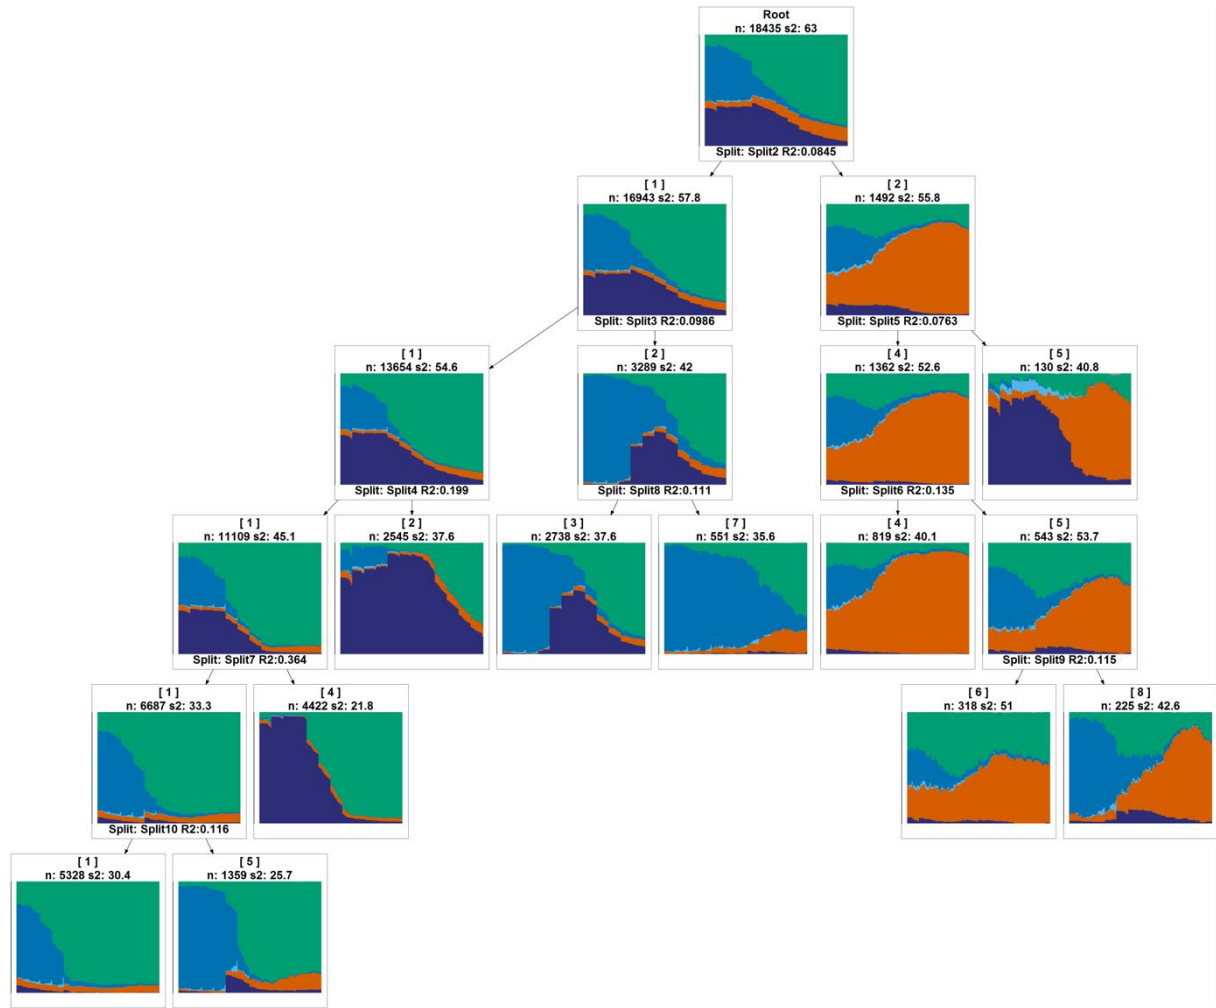 Root
n: 18435 s2: 63
Split: Split2 R2:0.0845
[ 1 ]
n: 16943 s2: 57.8
Split: Split3 R2:0.0986
[ 2 ]
n: 1492 s2: 55.8
Split: Split5 R2:0.0763
[ 1 ]
n: 13654 s2: 54.6
Split: Split4 R2:0.199
[ 2 ]
n: 3289 s2: 42
Split: Split8 R2:0.111
[ 4 ]
n: 1362 s2: 52.6
Split: Split6 R2:0.135
[ 5 ]
n: 130 s2: 40.8
[ 1 ]
n: 11109 s2: 45.1
Split: Split7 R2:0.364
[ 2 ]
n: 2545 s2: 37.6
[ 3 ]
n: 2738 s2: 37.6
[ 7 ]
n: 551 s2: 35.6
[ 4 ]
n: 819 s2: 40.1
[ 5 ]
n: 543 s2: 53.7
Split: Split9 R2:0.115
[ 1 ]
n: 6687 s2: 33.3
Split: Split10 R2:0.116
[ 4 ]
n: 4422 s2: 21.8
[ 6 ]
n: 318 s2: 51
[ 8 ]
n: 225 s2: 42.6
[ 1 ]
n: 5328 s2: 30.4
[ 5 ]
n: 1359 s2: 25.7